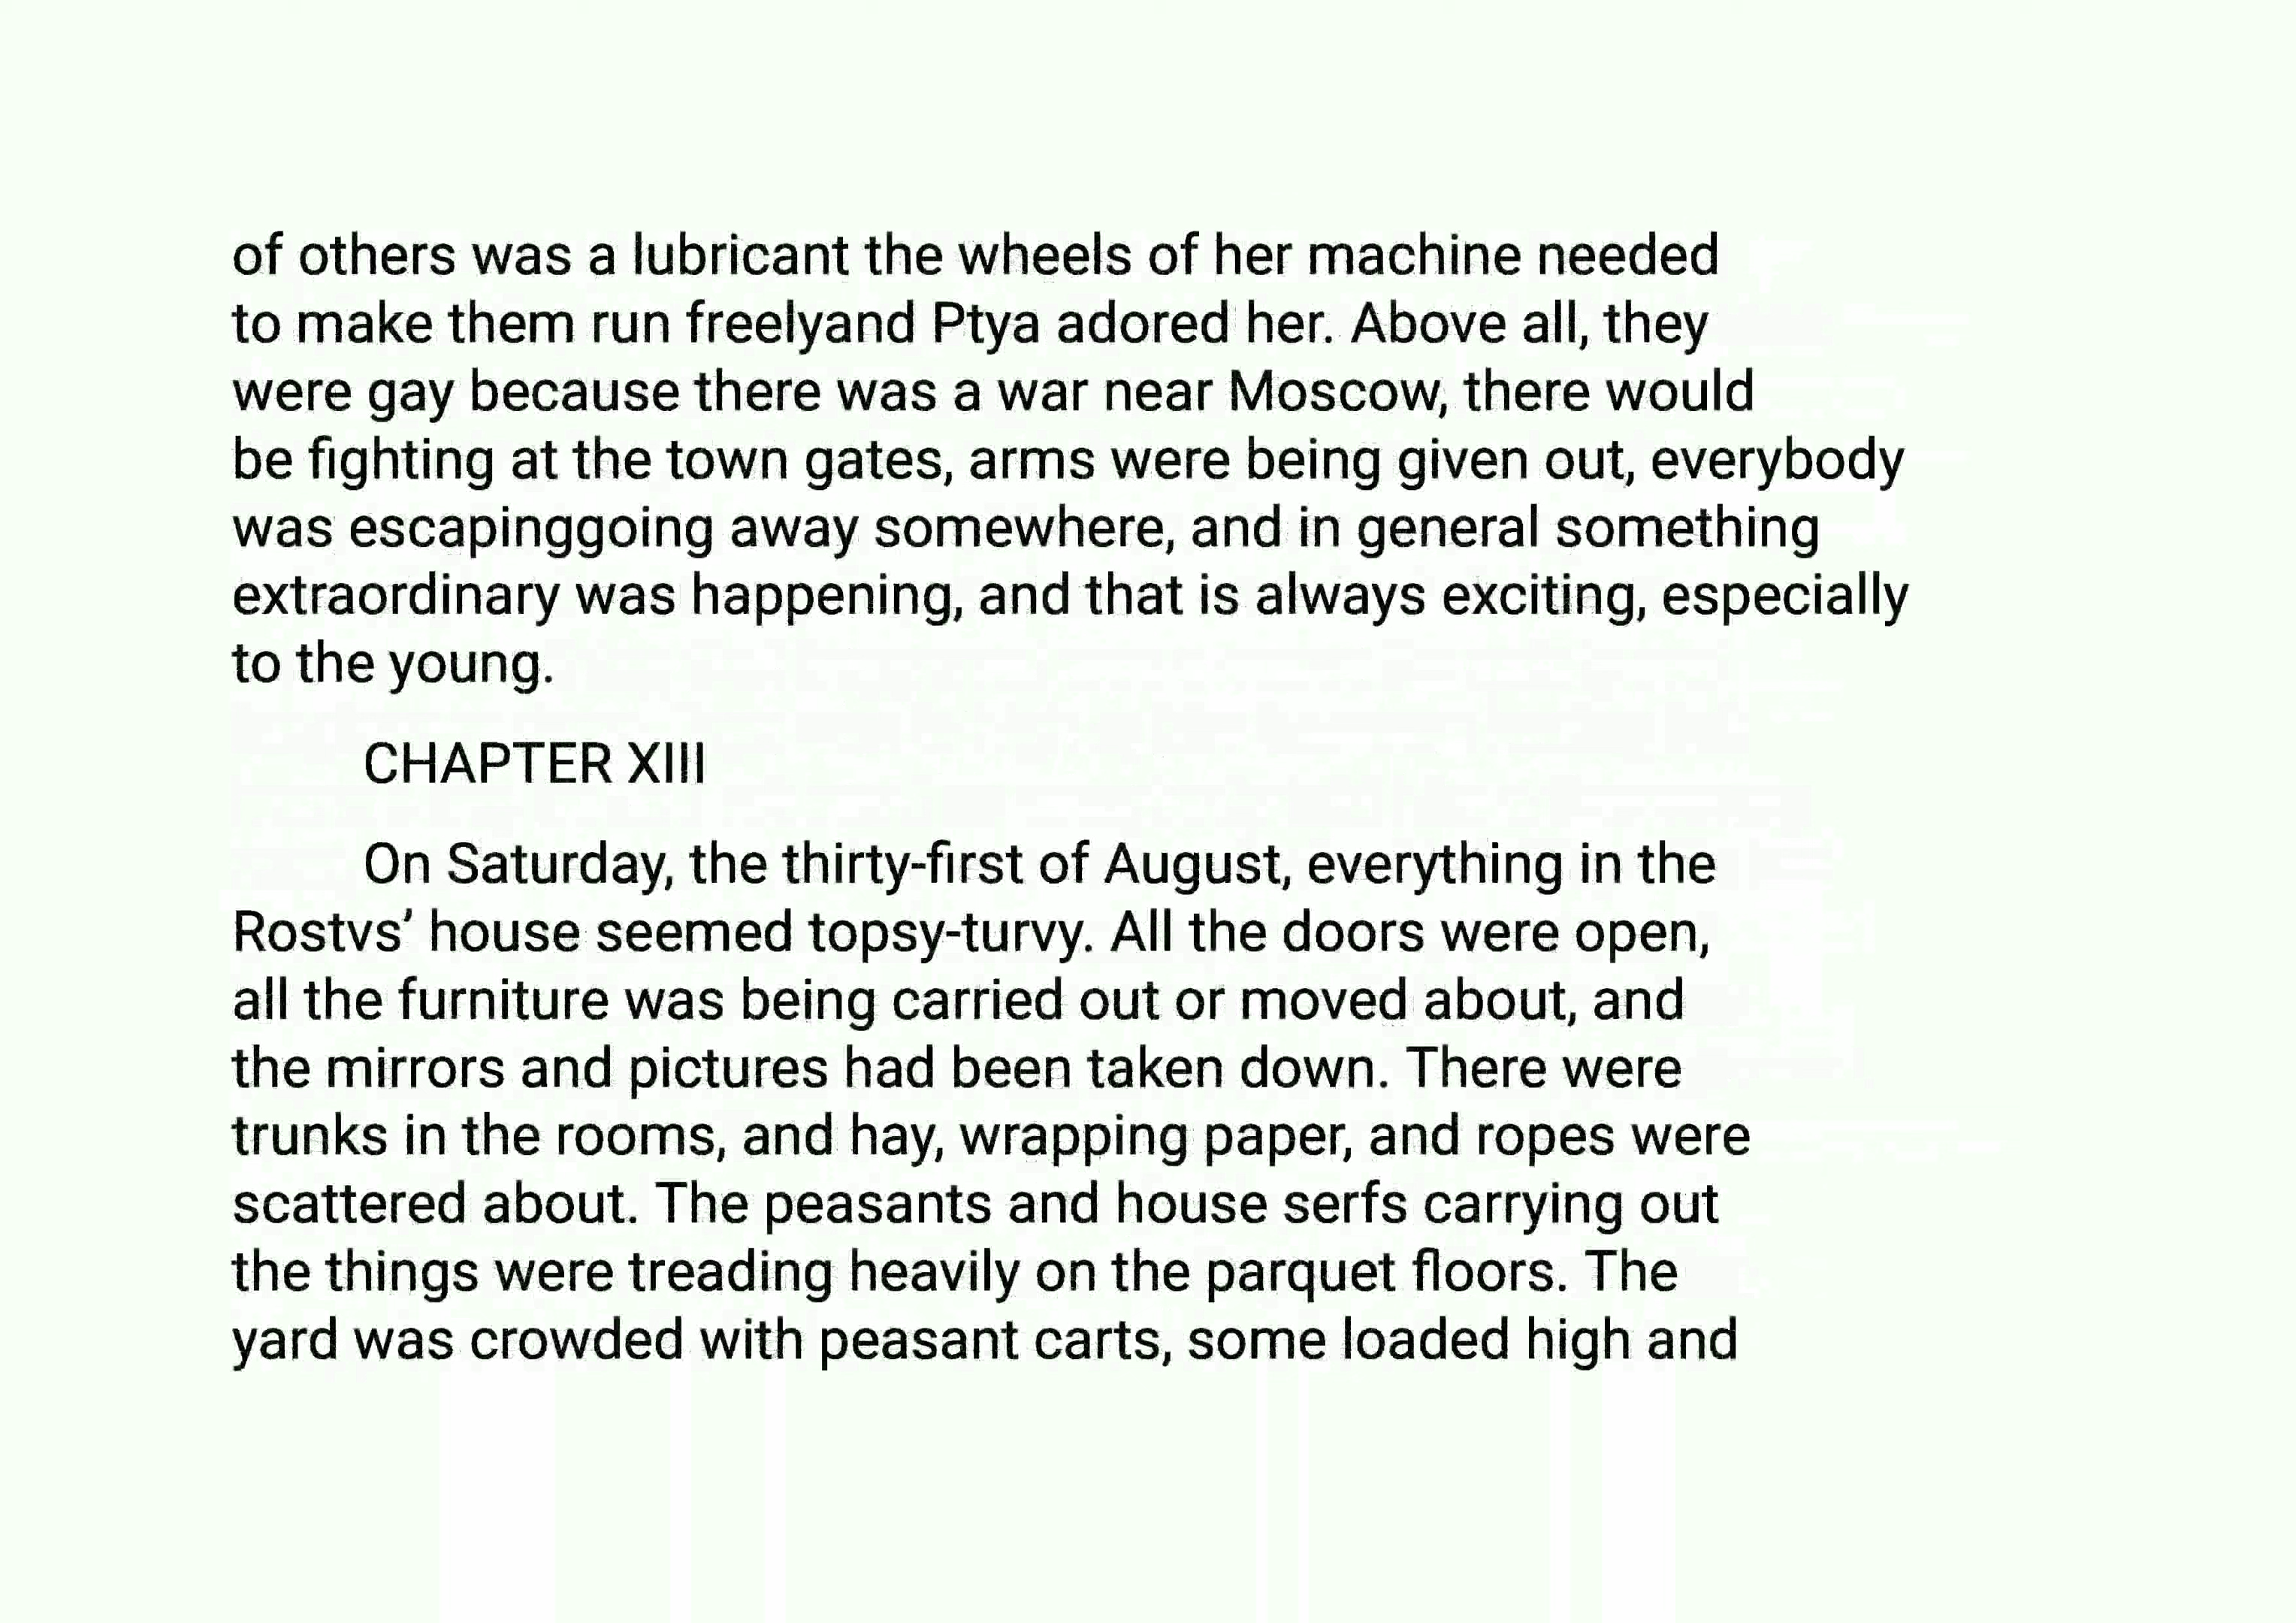 of others was a lubricant the wheels of her machine needed
to make them run freelyand Ptya adored her. Above all, they
were gay because there was a war near Moscow, there would
be fighting at the town gates, arms were being given out, everybody
was escapinggoing away somewhere, and in general something
extraordinary was happening, and that is always exciting, especially
to the young.
CHAPTER XIII
On Saturday, the thirty-first of August, everything in the
Rostvs’ house seemed topsy-turvy. All the doors were open,
all the furniture was being carried out or moved about, and
the mirrors and pictures had been taken down. There were
trunks in the rooms, and hay, wrapping paper, and ropes were
scattered about. The peasants and house serfs carrying out
the things were treading heavily on the parquet floors. The
yard was crowded with peasant carts, some loaded high and